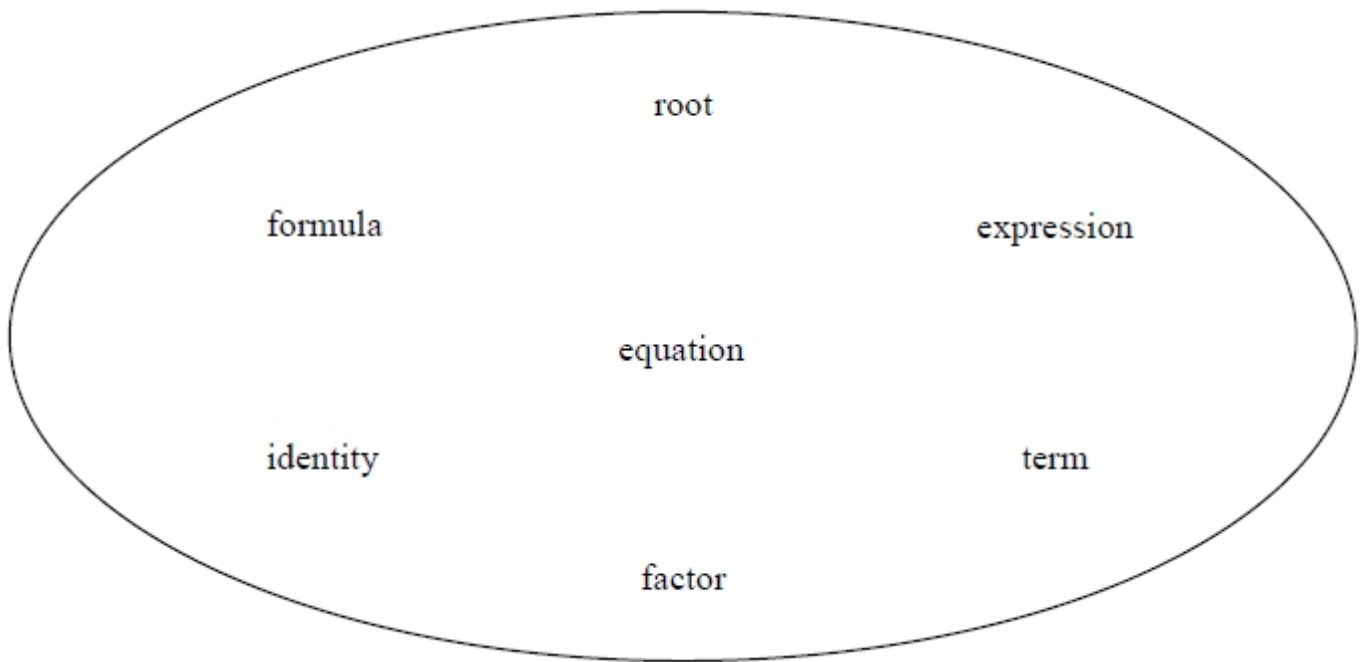 root
formula
expression
equation
identity
term
factor